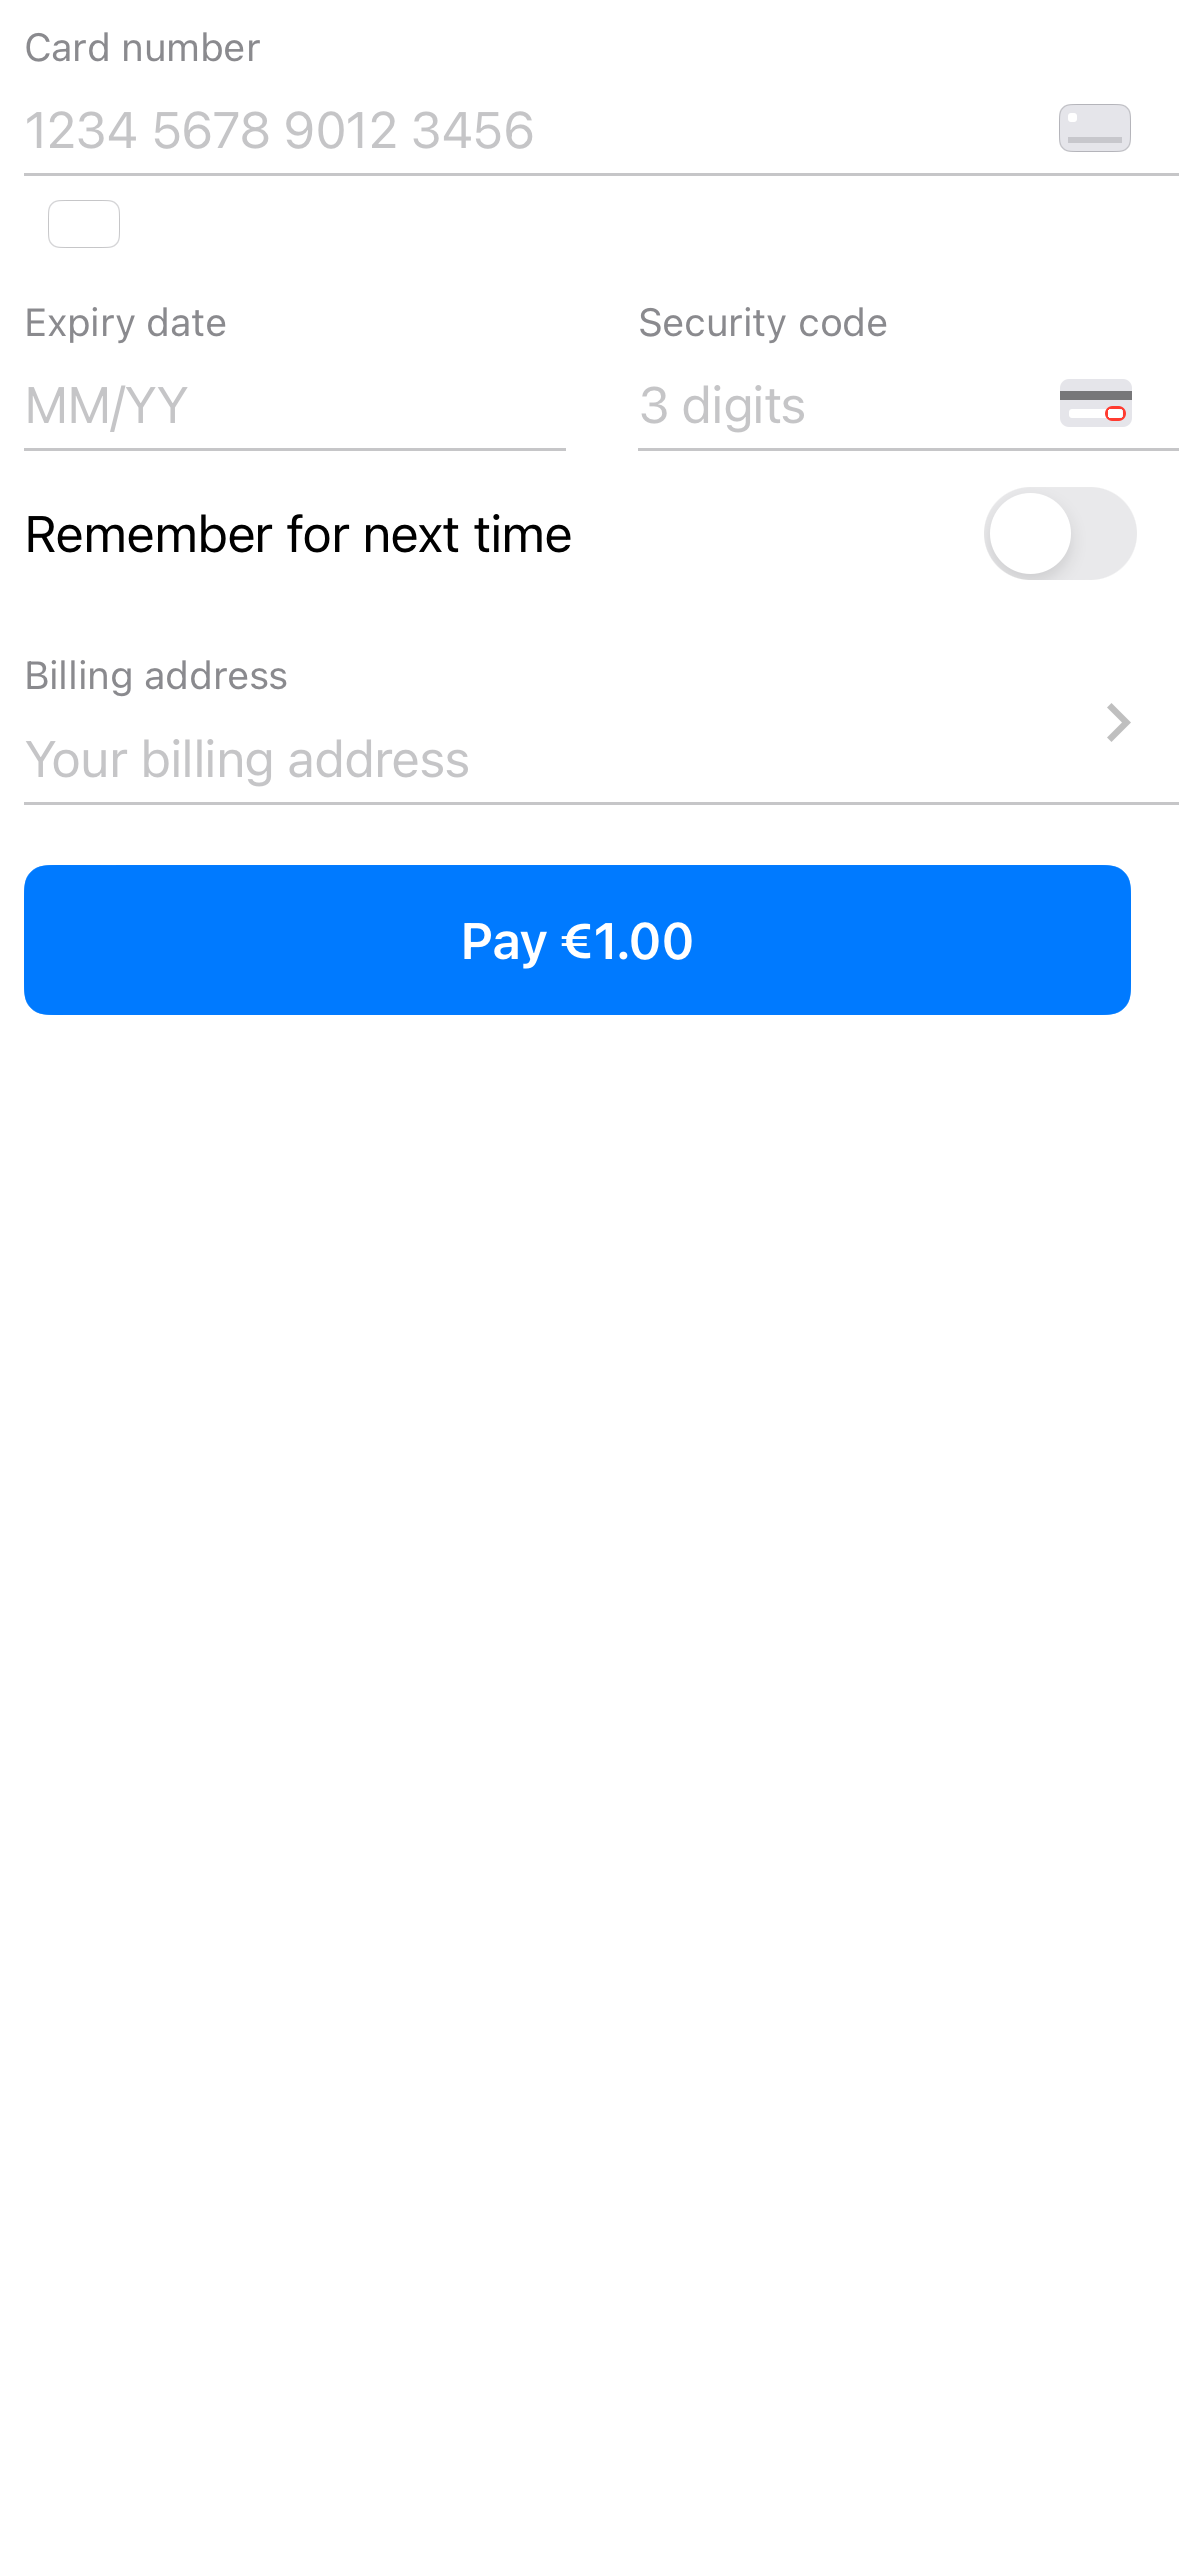 Card number
1234 5678 9012 3456
Expiry date
Security code
MM/YY
3 digits
Remember for next time
Billing address
Your billing address
Pay €1.00